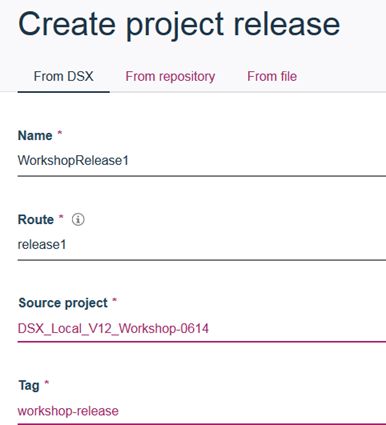 Create project release
From DSX From repository From file
Name *
WorkshopRelease1
Route * i
release1
Source project *
DSX_Local_V12_Workshop-0614
Tag *
workshop-release